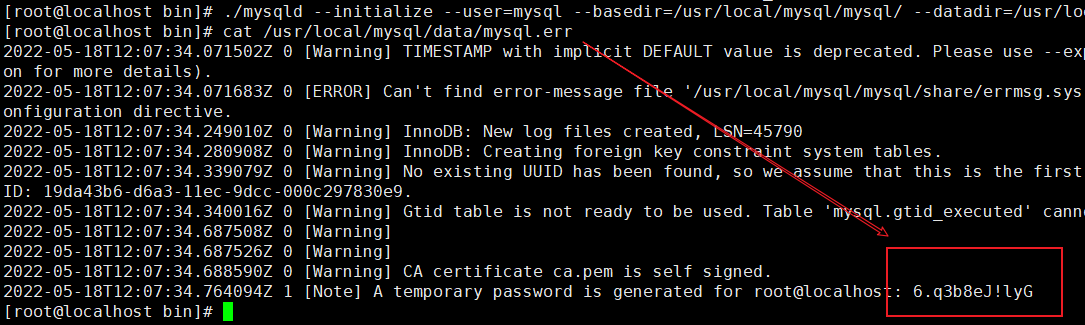 [root@localhost bin]# ./mysqld --initialize --user=mysql --basedir=/usr/local/mysql/mysql/ --datadir=/usr/loc
[root@localhost bin]# cat /usr/local/mysql/data/mysql.err
2022-05-18T12:07:34.071502Z 0 [Warning] TIMESTAMP with implicit DEFAULT value is deprecated. Please use --exp
on for more details).
2022-05-18T12:07:34.071683Z 0 [ERROR] Can't find error-message file '/usr/local/mysql/mysql/share/errmsg.sys
onfiguration directive.
2022-05-18T12:07:34.249010Z 0 [Warning] InnoDB: New log files created, LSN=45790
2022-05-18T12:07:34.280908Z 0 [Warning] InnoDB: Creating foreign key constraint system tables.
2022-05-18T12:07:34.339079Z 0 [Warning] No existing UUID has been found, so we assume that this is the first
ID: 19da43b6-d6a3-11ec-9dcc-000c297830e9.
2022-05-18T12:07:34.340016Z 0 [Warning] Gtid table is not ready to be used. Table 'mysql.gtid_executed' canno
2022-05-18T12:07:34.687508Z 0 [Warning]
2022-05-18T12:07:34.687526Z 0 [Warning]
2022-05-18T12:07:34.688590Z 0 [Warning] CA certificate ca.pem is self signed.
2022-05-18T12:07:34.764094Z 1 [Note] A temporary password is generated for root@localhost: 6.q3b8eJ!lyG
[root@localhost bin]#